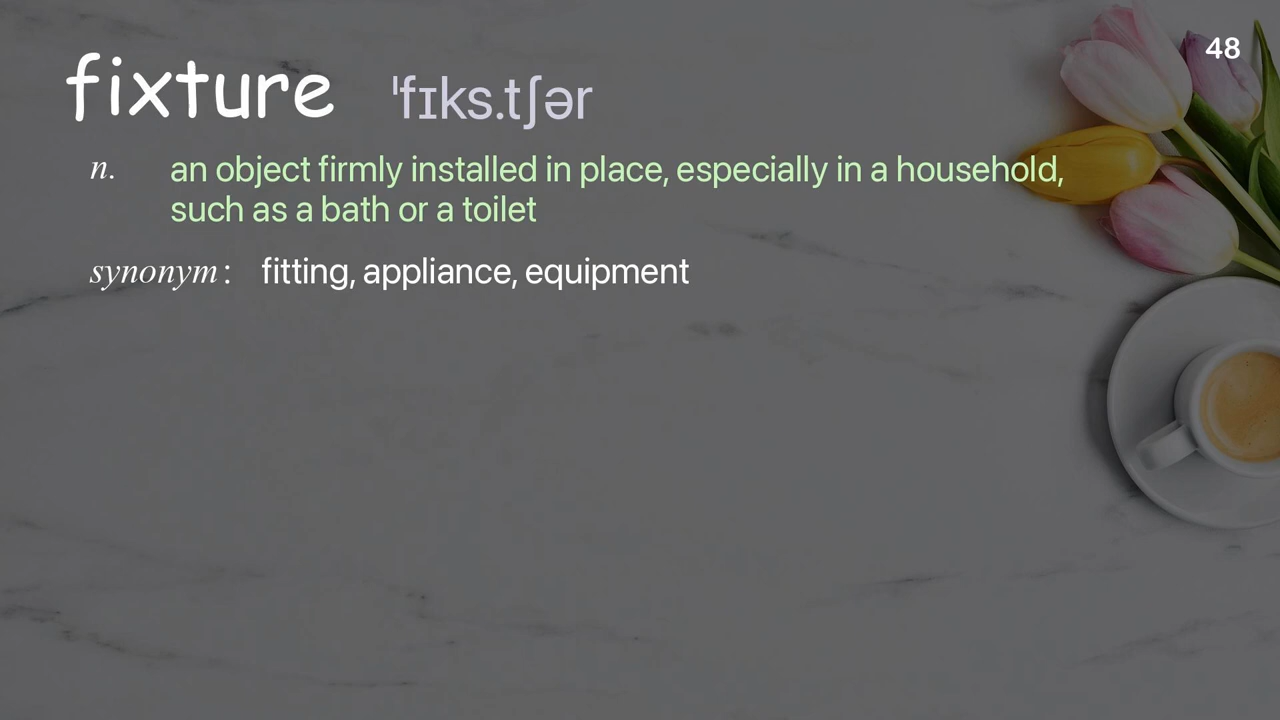 48
fixture ˈfɪks.tʃər
n. an object firmly installed in place, especially in a household,
such as a bath or a toilet
synonym: fitting, appliance, equipment